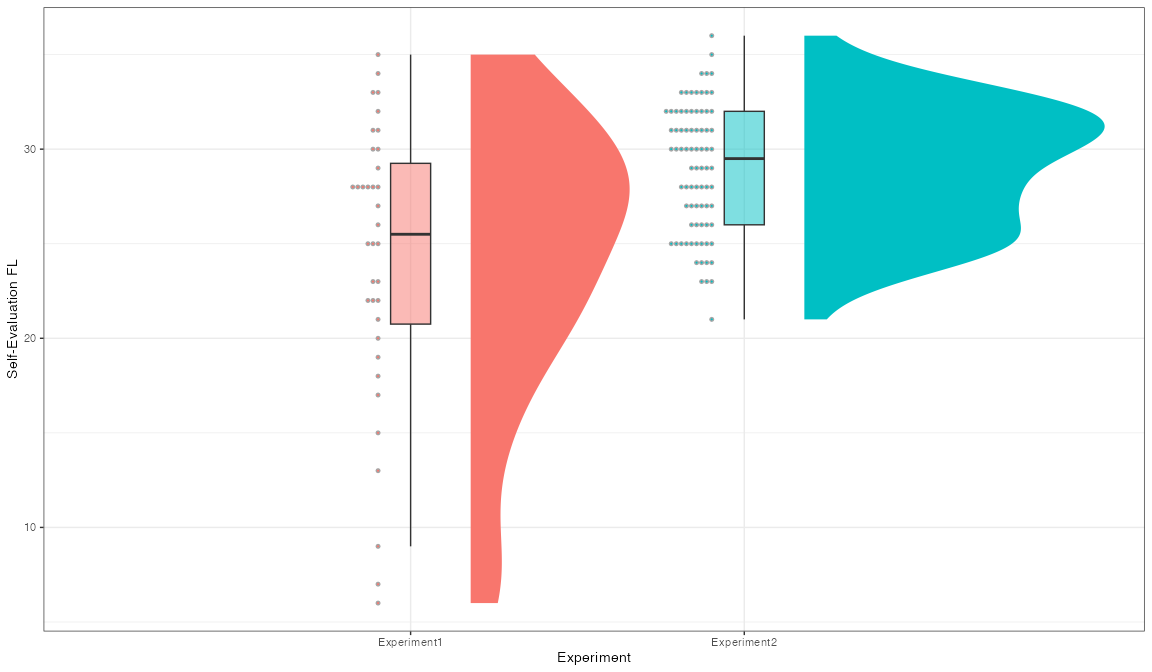 Self-Evaluation FL
30
20
10
Experiment1
Experiment2
Experiment